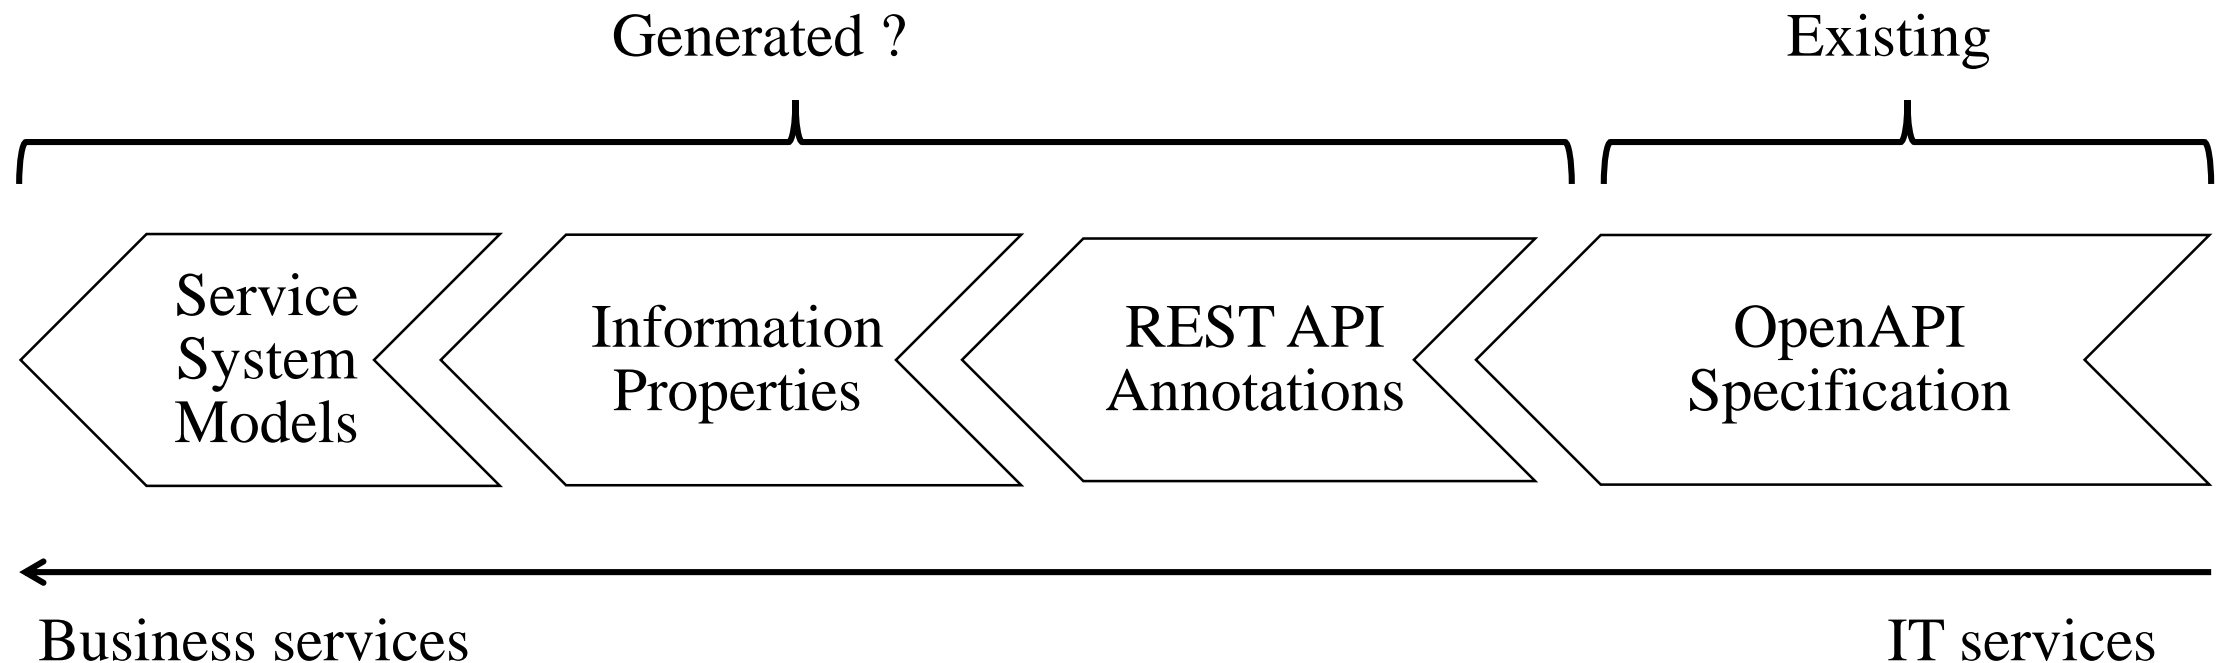 Generated ?
Existing
Service
System
Models
Information
Properties
REST API
Annotations
OpenAPI
Specification
Business services
IT services